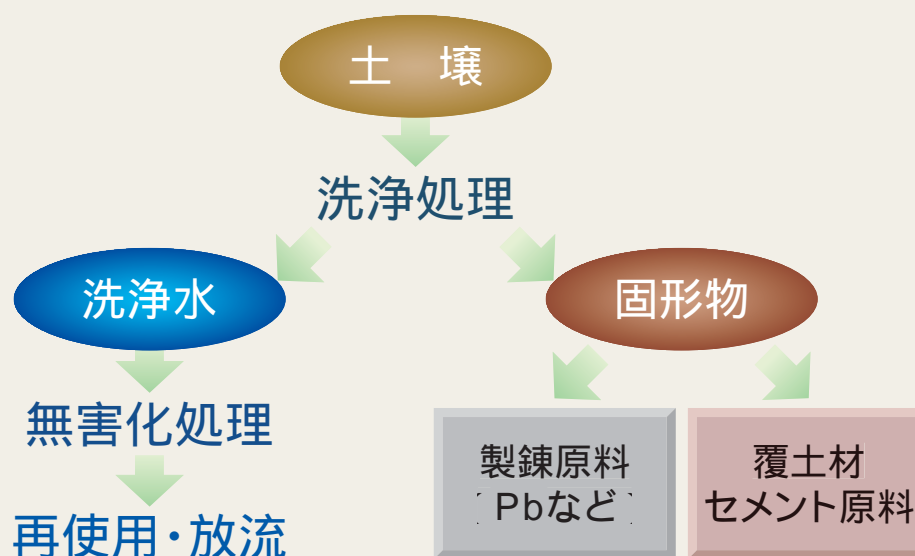 土　壌
洗浄処理
洗浄水
固形物
無害化処理
再使用・放流
製錬原料
［Pbなど］
覆土材
セメント原料